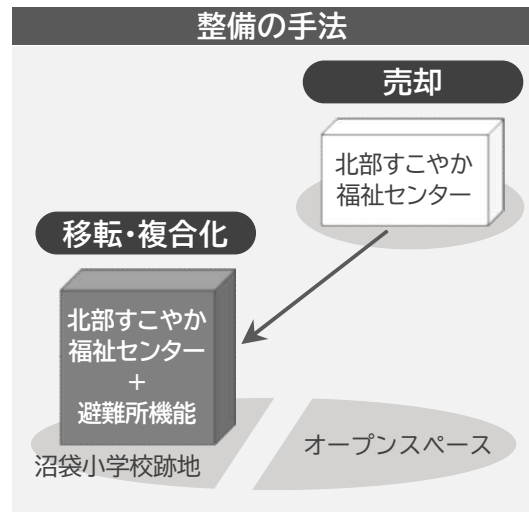 整備の手法
売却
北部すこやか
福祉センター
移転・複合化
北部すこやか
福祉センター
+
避難所機能
沼袋小学校跡地
オープンスペース